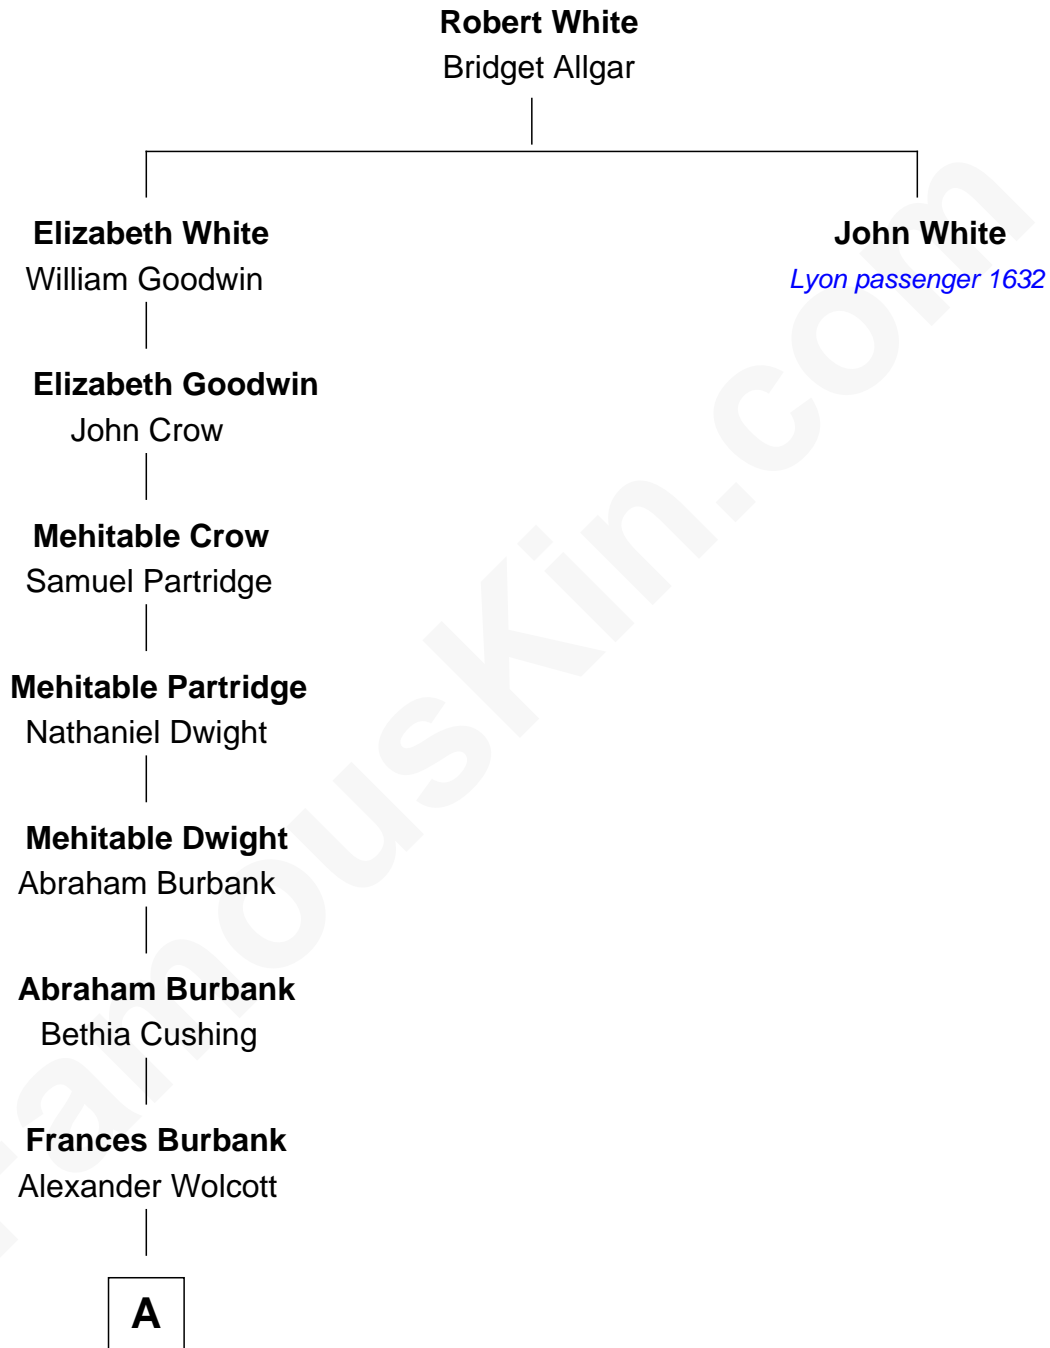 Robert White
Bridget Allgar
Elizabeth White
William Goodwin
John White
Lyon passenger 1632
Elizabeth Goodwin
John Crow
Mehitable Crow
Samuel Partridge
Mehitable Partridge
Nathaniel Dwight
Mehitable Dwight
Abraham Burbank
Abraham Burbank
Bethia Cushing
Frances Burbank
Alexander Wolcott
A
FamousKin.com